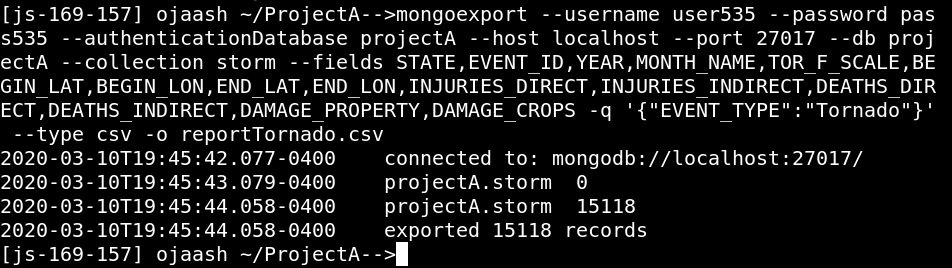 [js-169-157] ojaash ~/ProjectA-->mongoexport --username user535 --password pas
s535 --authenticationDatabase projectA --host localhost --port 27017 --db proj
ectA --collection storm --fields STATE,EVENT_ID,YEAR,MONTH_NAME,TOR_F_SCALE,BE
GIN_LAT,BEGIN_LON,END_LAT,END_LON,INJURIES_DIRECT,INJURIES_INDIRECT,DEATHS_DIR
ECT,DEATHS_INDIRECT,DAMAGE_PROPERTY,DAMAGE_CROPS -q '{"EVENT_TYPE":"Tornado"}'
 --type csv -o reportTornado.csv
2020-03-10T19:45:42.077-0400    connected to: mongodb://localhost:27017/
2020-03-10T19:45:43.079-0400    projectA.storm  0
2020-03-10T19:45:44.058-0400    projectA.storm  15118
2020-03-10T19:45:44.058-0400    exported 15118 records
[js-169-157] ojaash ~/ProjectA-->